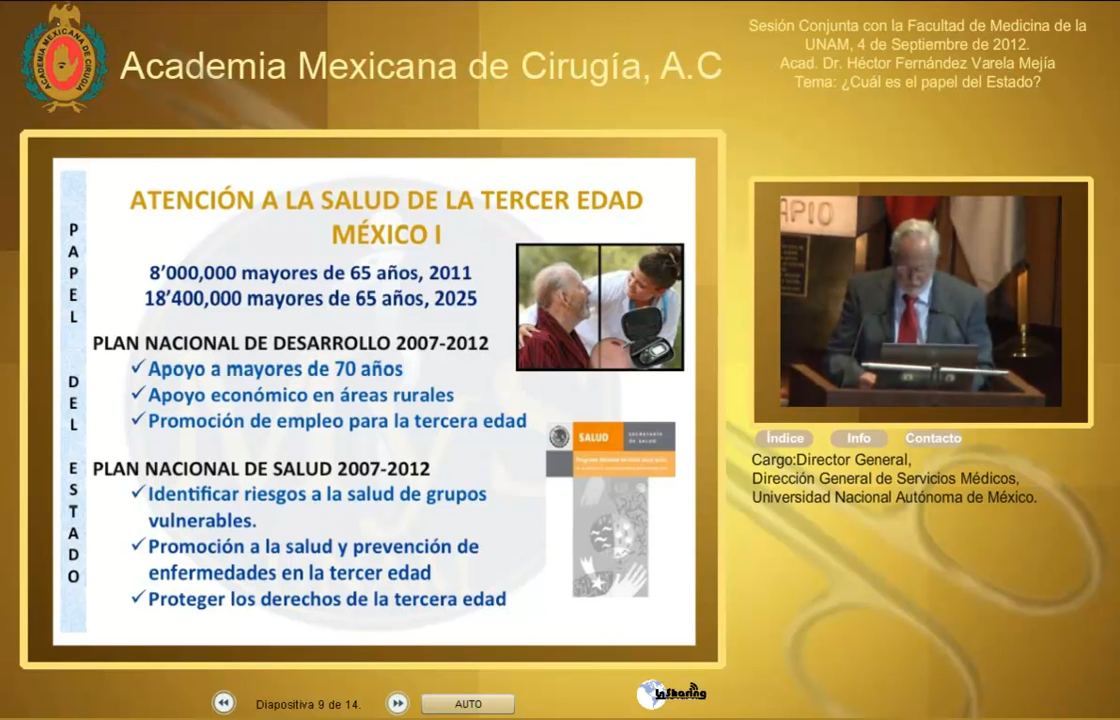 ACADEMIA MEXICANA DE CIRUGIA
Academia Mexicana de Cirugía, A.C
Sesión Conjunta con la Facultad de Medicina de la
UNAM, 4 de Septiembre de 2012.
Acad. Dr. Héctor Fernández Varela Mejía
Tema: ¿Cuál es el papel del Estado?
PAPEL DEL ESTADO
ATENCIÓN A LA SALUD DE LA TERCER EDAD
MÉXICO I
8'000,000 mayores de 65 años, 2011
18'400,000 mayores de 65 años, 2025
PLAN NACIONAL DE DESARROLLO 2007-2012
✓Apoyo a mayores de 70 años
✓Apoyo económico en áreas rurales
✓Promoción de empleo para la tercera edad
SALUD
SECRETARÍA
DE SALUD
PLAN NACIONAL DE SALUD 2007-2012
✓Identificar riesgos a la salud de grupos
vulnerables.
✓Promoción a la salud y prevención de
enfermedades en la tercer edad
✓Proteger los derechos de la tercera edad
APIO
Índice
Info
Contacto
Cargo:Director General,
Dirección General de Servicios Médicos,
Universidad Nacional Autónoma de México.
Diapositiva 9 de 14.
AUTO
InSharing